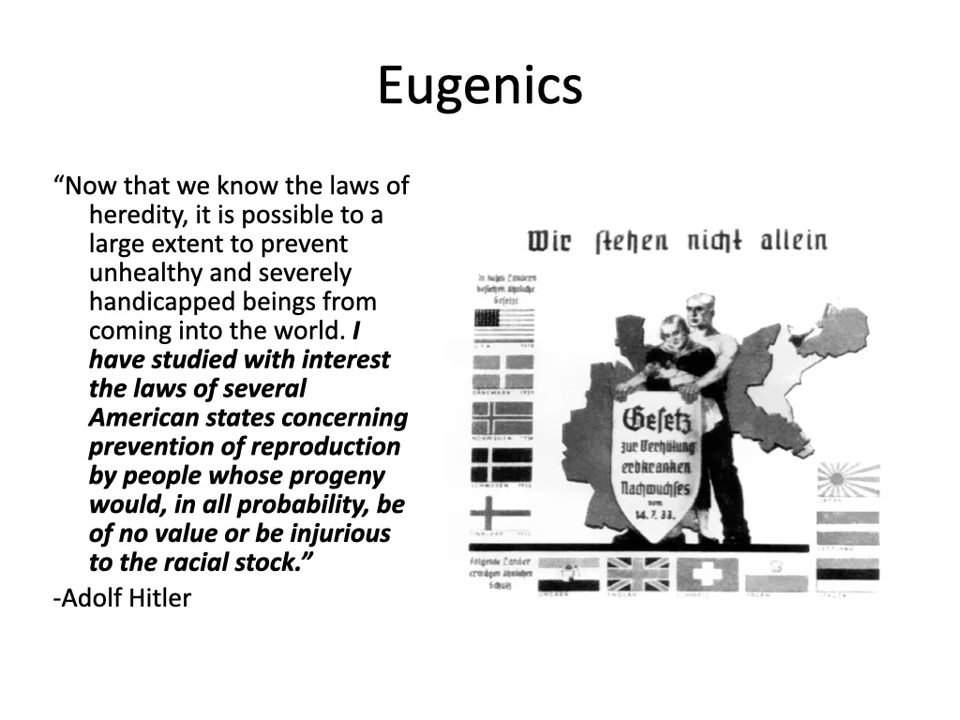 Eugenics
“Now that we know the laws of
heredity, it is possible to a
large extent to prevent
unhealthy and severely
handicapped beings from
coming into the world. I
have studied with interest
the laws of several
American states concerning
prevention of reproduction
by people whose progeny
would, in all probability, be
of no value or be injurious
to the racial stock.”
-Adolf Hitler
Wir stehen nicht allein
Gesetz
zur Verhütung
erbkranken
Nachwuchses
vom
14.7.33.